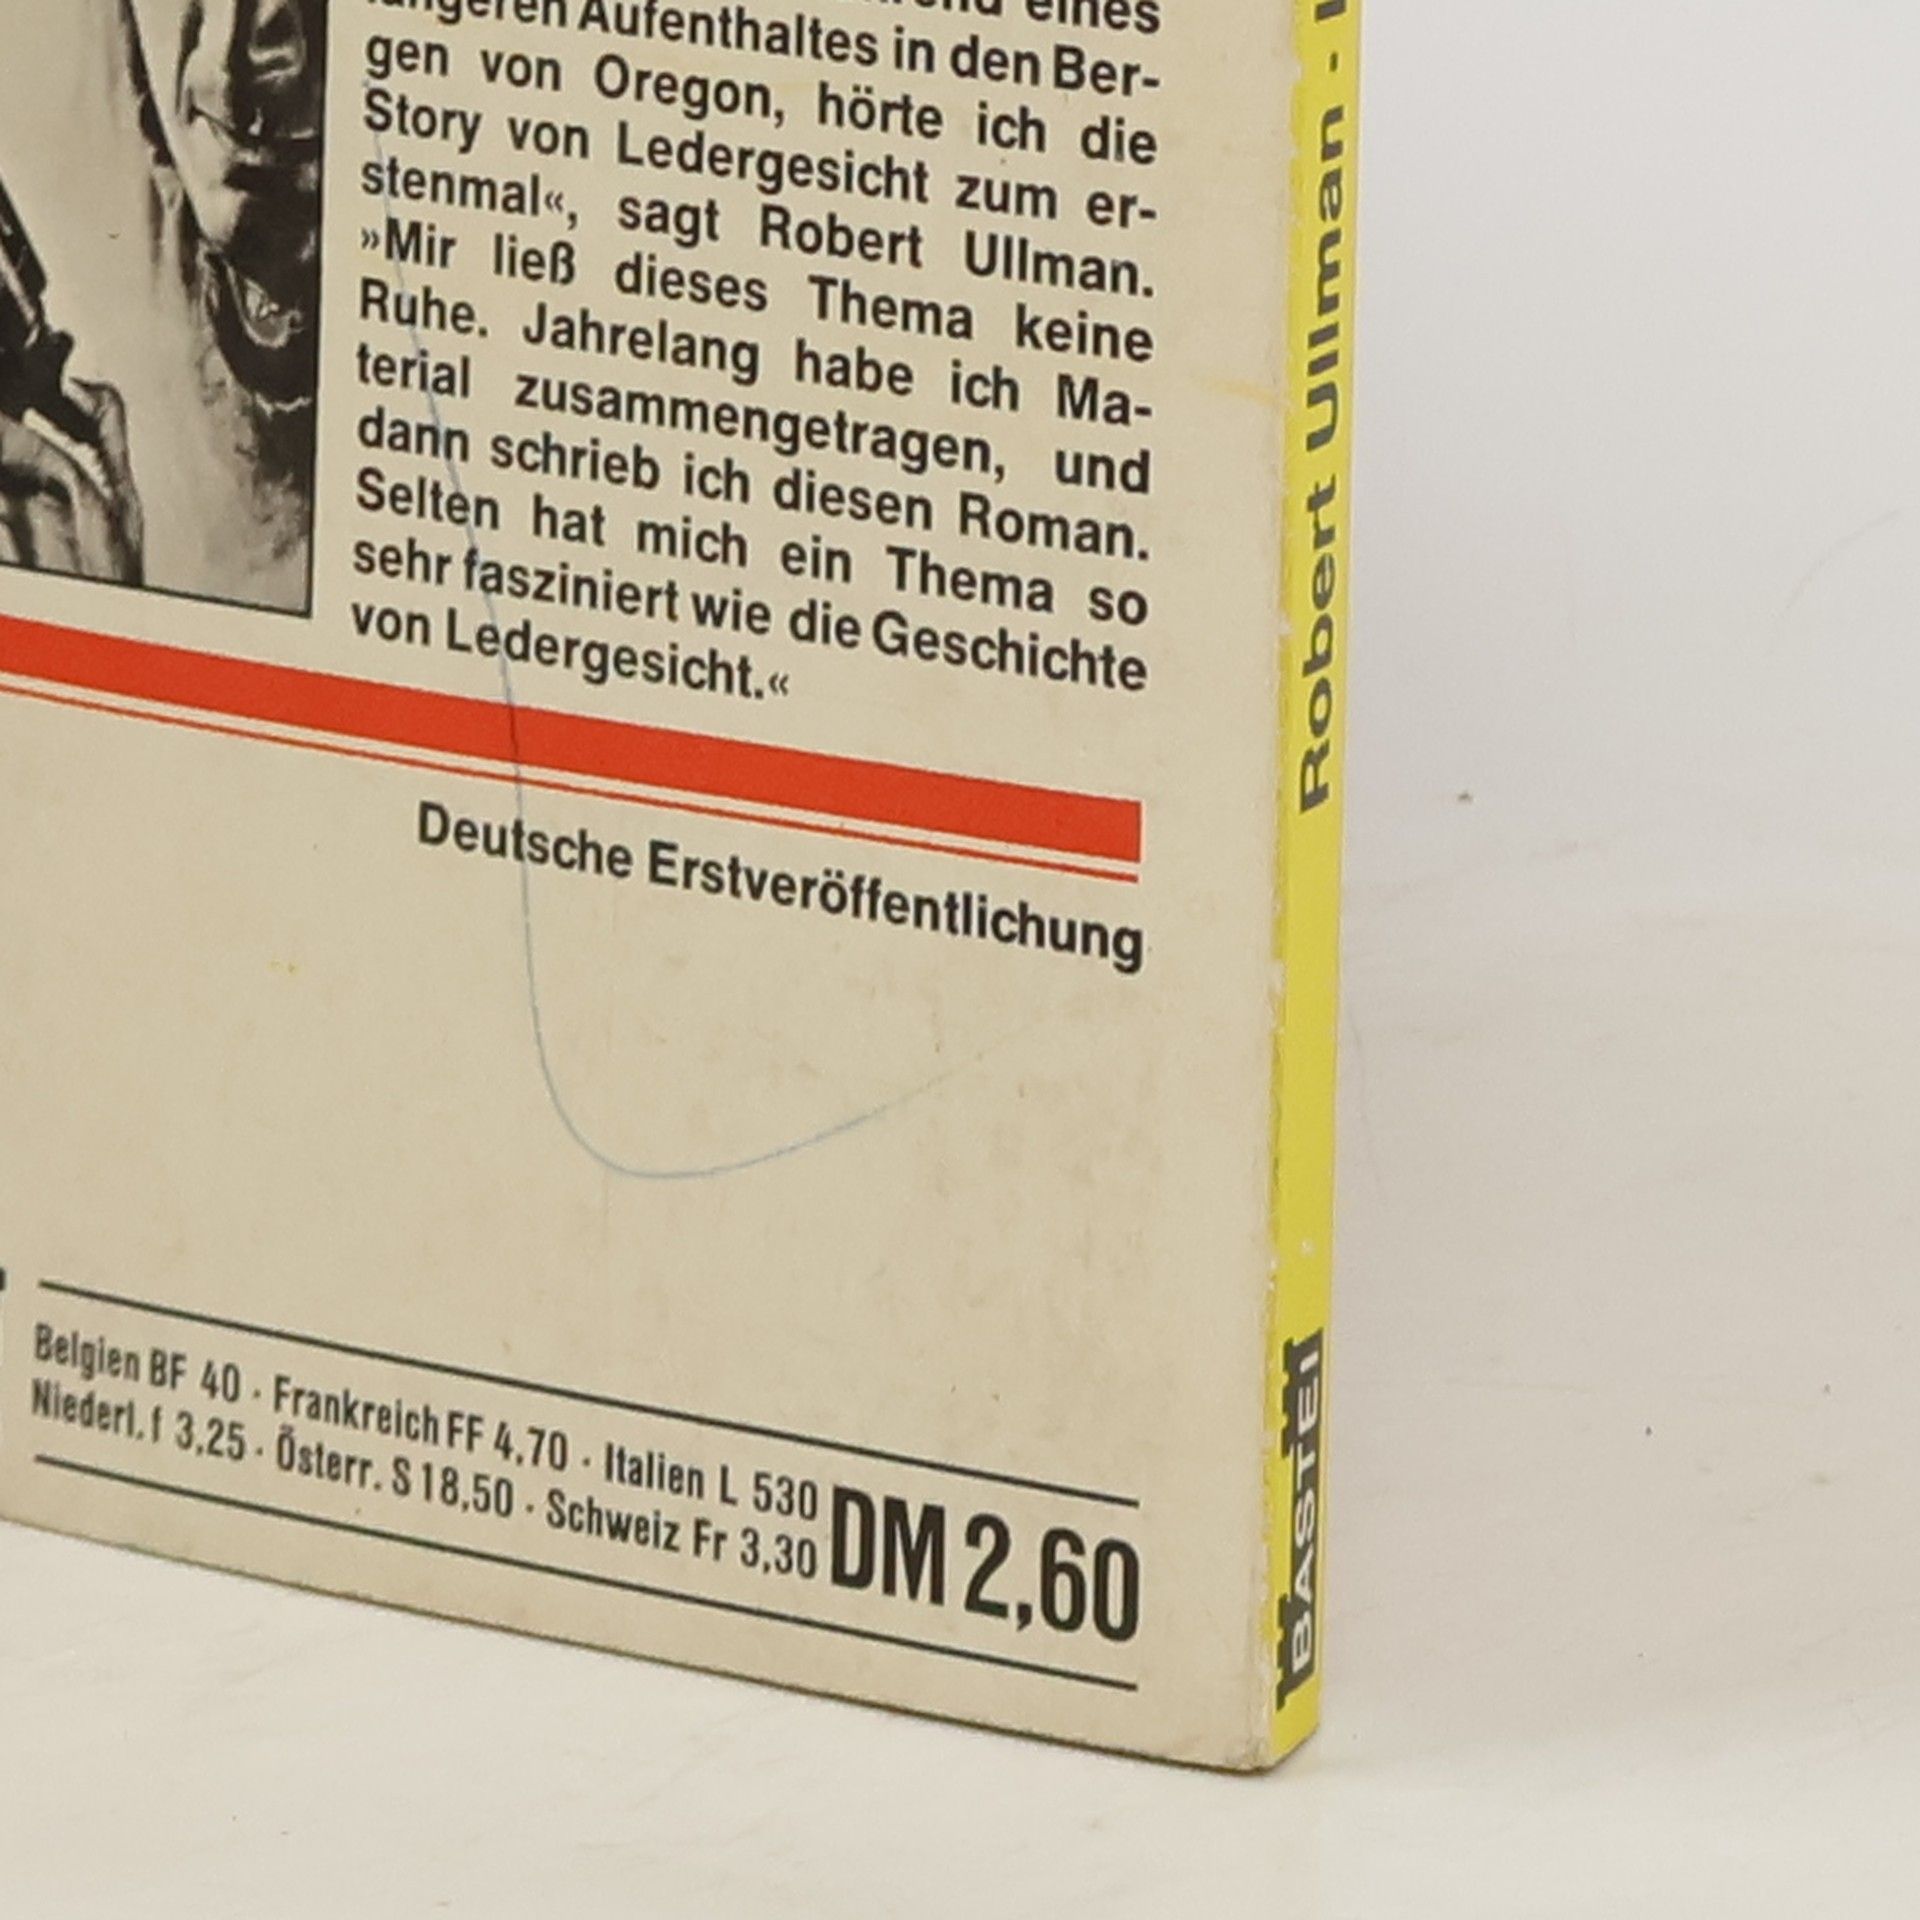 eines
längeren Aufenthaltes in den Ber-
gen von Oregon, hörte ich die
Story von Ledergesicht zum er-
stenmal«, sagt Robert Ullman.
»Mir ließ dieses Thema keine
Ruhe. Jahrelang habe ich Ma-
terial zusammengetragen, und
dann schrieb ich diesen Roman.
Selten hat mich ein Thema so
sehr fasziniert wie die Geschichte
von Ledergesicht.«
Deutsche Erstveröffentlichung
Belgien BF 40 · Frankreich FF 4,70 · Italien L 530
Niederl. f 3,25 · Österr. S 18,50 · Schweiz Fr 3,30
DM 2,60
Robert Ullman ·
BASTEI